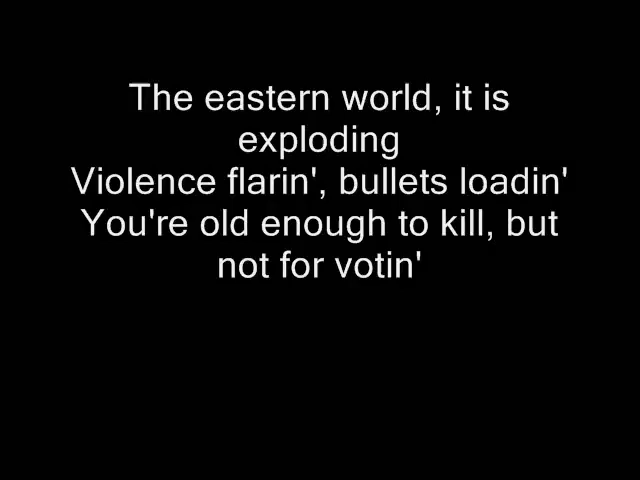 The eastern world, it is
exploding
Violence flarin', bullets loadin'
You're old enough to kill, but
not for votin'